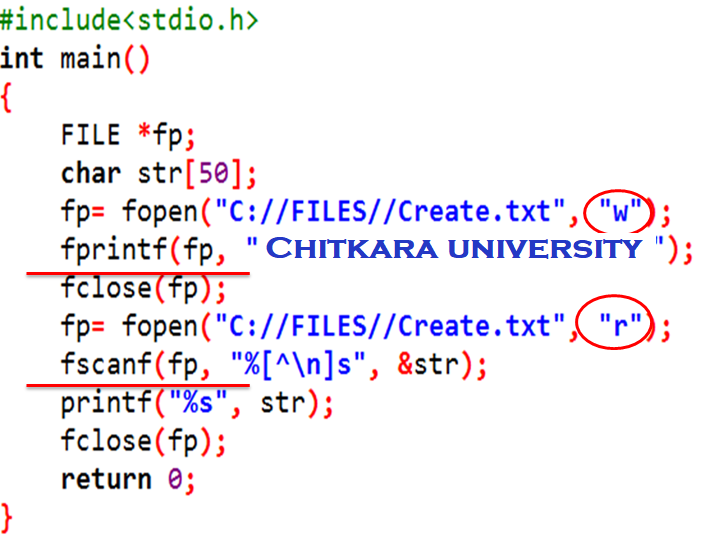 #include<stdio.h>
int main()
{
FILE *fp;
char str[50];
fp= fopen("C://FILES//Create.txt", "w");
fprintf(fp, " CHITKARA UNIVERSITY ");
fclose(fp);
fp= fopen("C://FILES//Create.txt", "r");
fscanf(fp, "%[^\n]s", &str);
printf("%s", str);
fclose(fp);
return 0;
}